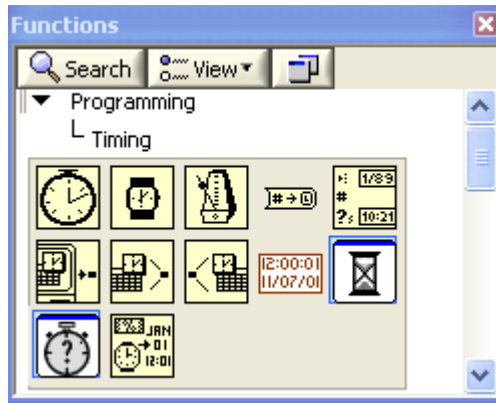 Functions
Search View
Programming
Timing
1/89
#
?s 10:21
12:00:01
11/07/01
?
JAN
01
12:01